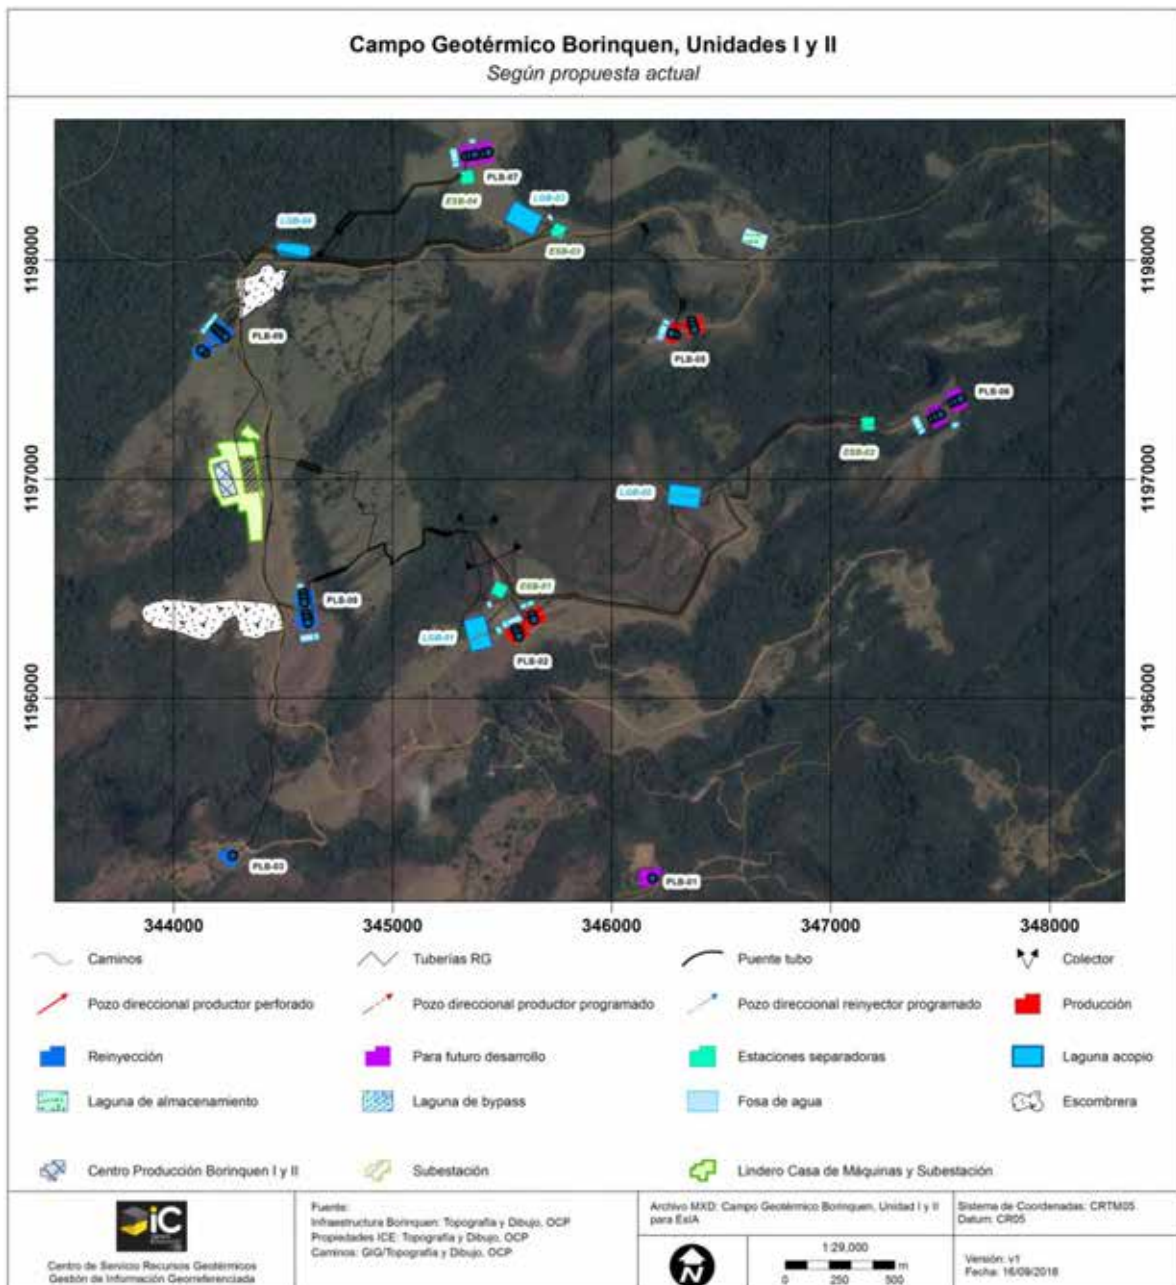 Campo Geotérmico Borinquen, Unidades I y II
Según propuesta actual
PLB-07
ESB-04
LGB-03
LGB-04
ESB-03
1198000
1198000
PLB-09
PLB-05
PLB-06
ESB-02
1197000
1197000
LGB-02
ESB-01
PLB-08
LGB-01
PLB-02
1196000
1196000
PLB-03
PLB-01
344000
345000
346000
347000
348000
Caminos
Tuberías RG
Puente tubo
Colector
Pozo direccional productor perforado
Pozo direccional productor programado
Pozo direccional reinyector programado
Producción
Reinyección
Para futuro desarrollo
Estaciones separadoras
Laguna acopio
Laguna de almacenamiento
Laguna de bypass
Fosa de agua
Escombrera
Centro Producción Borinquen I y II
Subestación
Lindero Casa de Máquinas y Subestación
iC
Centro de Servicio Recursos Geotérmicos
Gestión de Información Georreferenciada
Fuente:
Infraestructura Borinquen: Topografía y Dibujo, OCP
Propiedades ICE: Topografía y Dibujo, OCP
Caminos: GIG/Topografía y Dibujo, OCP
Archivo MXD: Campo Geotérmico Borinquen, Unidad I y II
para EsIA
N
1:29,000
m
0 250 500
Sistema de Coordenadas: CRTM05
Datum: CR05
Versión: v1
Fecha: 16/09/2018